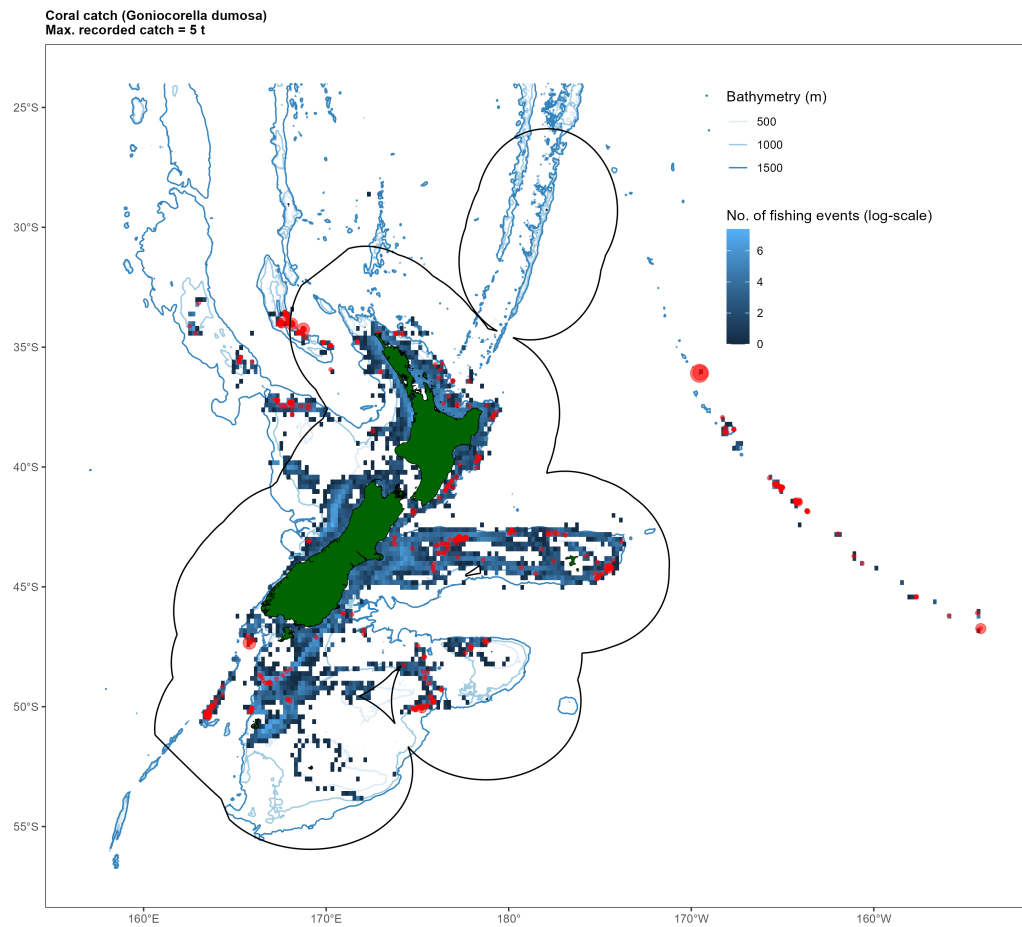 Coral catch (Goniocorella dumosa)
Max. recorded catch = 5 t
25°S
30°S
35°S
40°S
45°S
50°S
55°S
160°E
170°E
180°
170°W
160°W
Bathymetry (m)
500
1000
1500
No. of fishing events (log-scale)
6
4
2
0